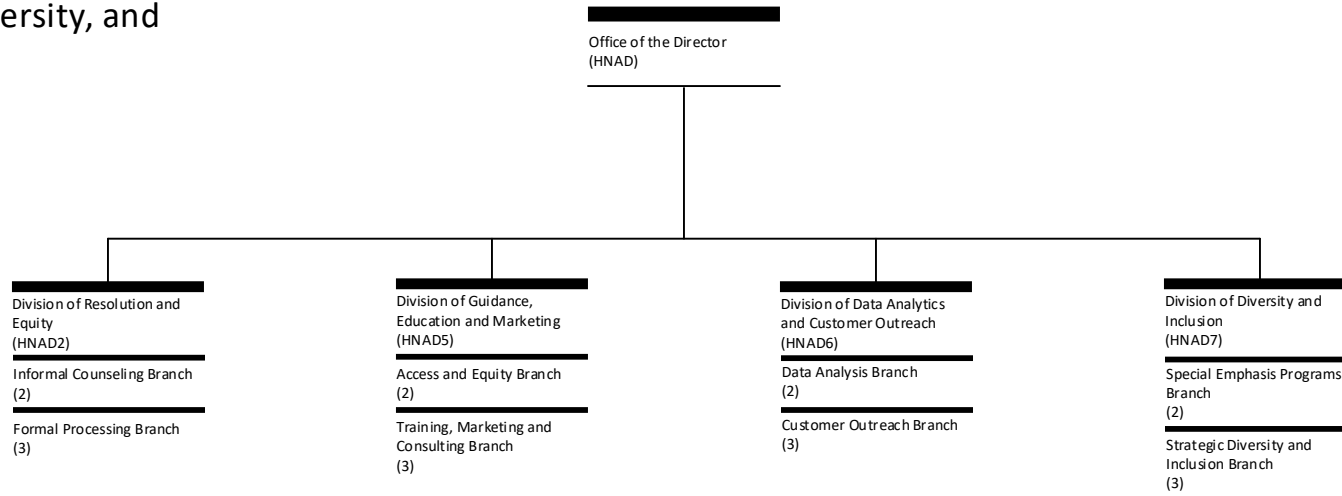 ersity, and
Office of the Director
(HNAD)
Division of Resolution and
Equity
(HNAD2)
Informal Counseling Branch
(2)
Formal Processing Branch
(3)
Division of Guidance,
Education and Marketing
(HNAD5)
Access and Equity Branch
(2)
Training, Marketing and
Consulting Branch
(3)
Division of Data Analytics
and Customer Outreach
(HNAD6)
Data Analysis Branch
(2)
Customer Outreach Branch
(3)
Division of Diversity and
Inclusion
(HNAD7)
Special Emphasis Programs
Branch
(2)
Strategic Diversity and
Inclusion Branch
(3)